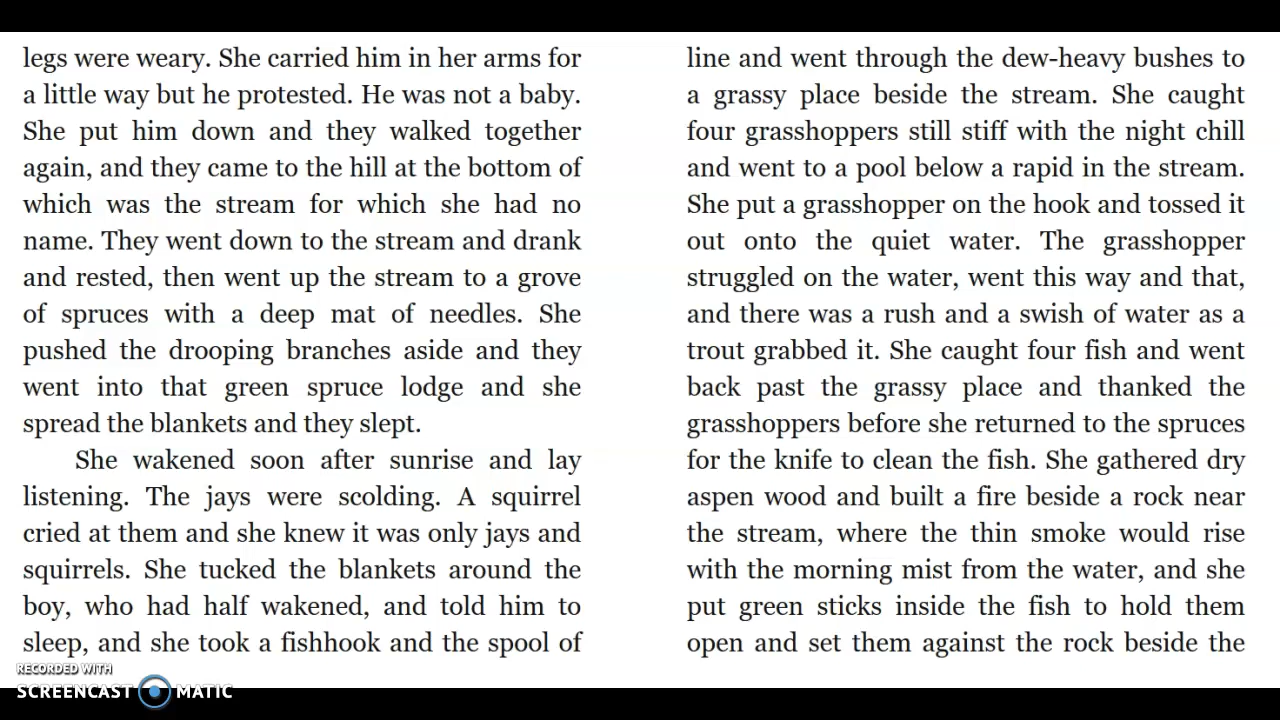 legs were weary. She carried him in her arms for
a little way but he protested. He was not a baby.
She put him down and they walked together
again, and they came to the hill at the bottom of
which was the stream for which she had no
name. They went down to the stream and drank
and rested, then went up the stream to a grove
of spruces with a deep mat of needles. She
pushed the drooping branches aside and they
went into that green spruce lodge and she
spread the blankets and they slept.
She wakened soon after sunrise and lay
listening. The jays were scolding. A squirrel
cried at them and she knew it was only jays and
squirrels. She tucked the blankets around the
boy, who had half wakened, and told him to
sleep, and she took a fishhook and the spool of
line and went through the dew-heavy bushes to
a grassy place beside the stream. She caught
four grasshoppers still stiff with the night chill
and went to a pool below a rapid in the stream.
She put a grasshopper on the hook and tossed it
out onto the quiet water. The grasshopper
struggled on the water, went this way and that,
and there was a rush and a swish of water as a
trout grabbed it. She caught four fish and went
back past the grassy place and thanked the
grasshoppers before she returned to the spruces
for the knife to clean the fish. She gathered dry
aspen wood and built a fire beside a rock near
the stream, where the thin smoke would rise
with the morning mist from the water, and she
put green sticks inside the fish to hold them
open and set them against the rock beside the
RECORDED WITH
SCREENCAST MATIC